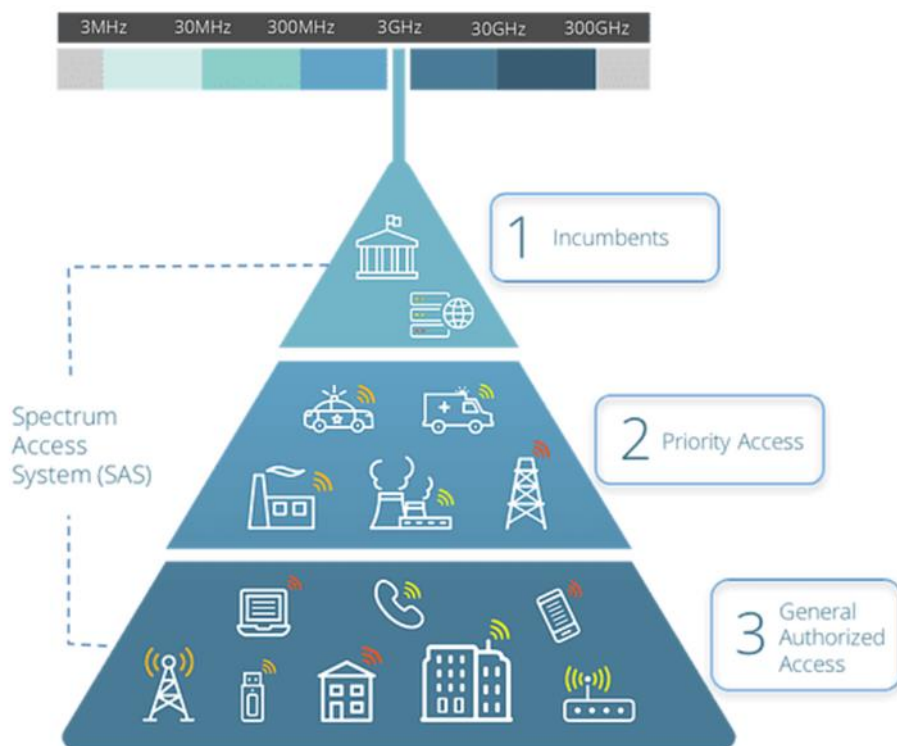 3MHz 30MHz 300MHz 3GHz 30GHz 300GHz
1 Incumbents
Spectrum
Access
System (SAS)
2 Priority Access
3 General
Authorized
Access